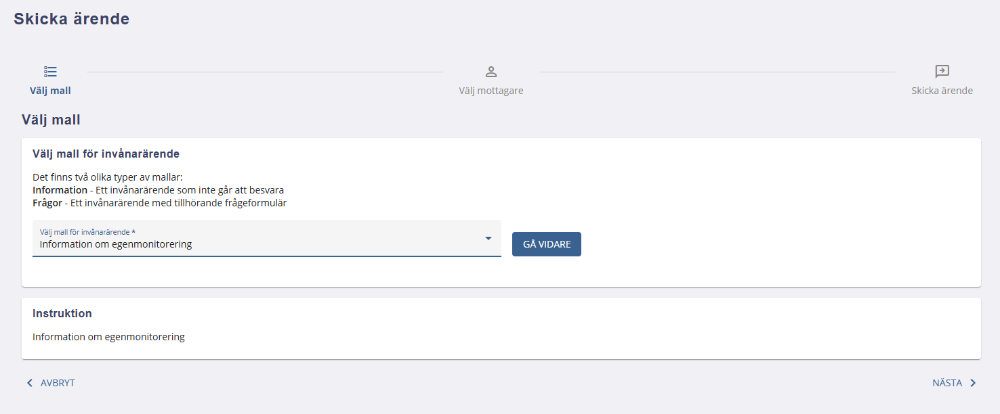 Skicka ärende
Välj mall
Välj mottagare
Skicka ärende
Välj mall
Välj mall för invånarärende
Det finns två olika typer av mallar:
Information - Ett invånarärende som inte går att besvara
Frågor - Ett invånarärende med tillhörande frågeformulär
Välj mall för invånarärende *
Information om egenmonitorering
GÅ VIDARE
Instruktion
Information om egenmonitorering
AVBRYT
NÄSTA